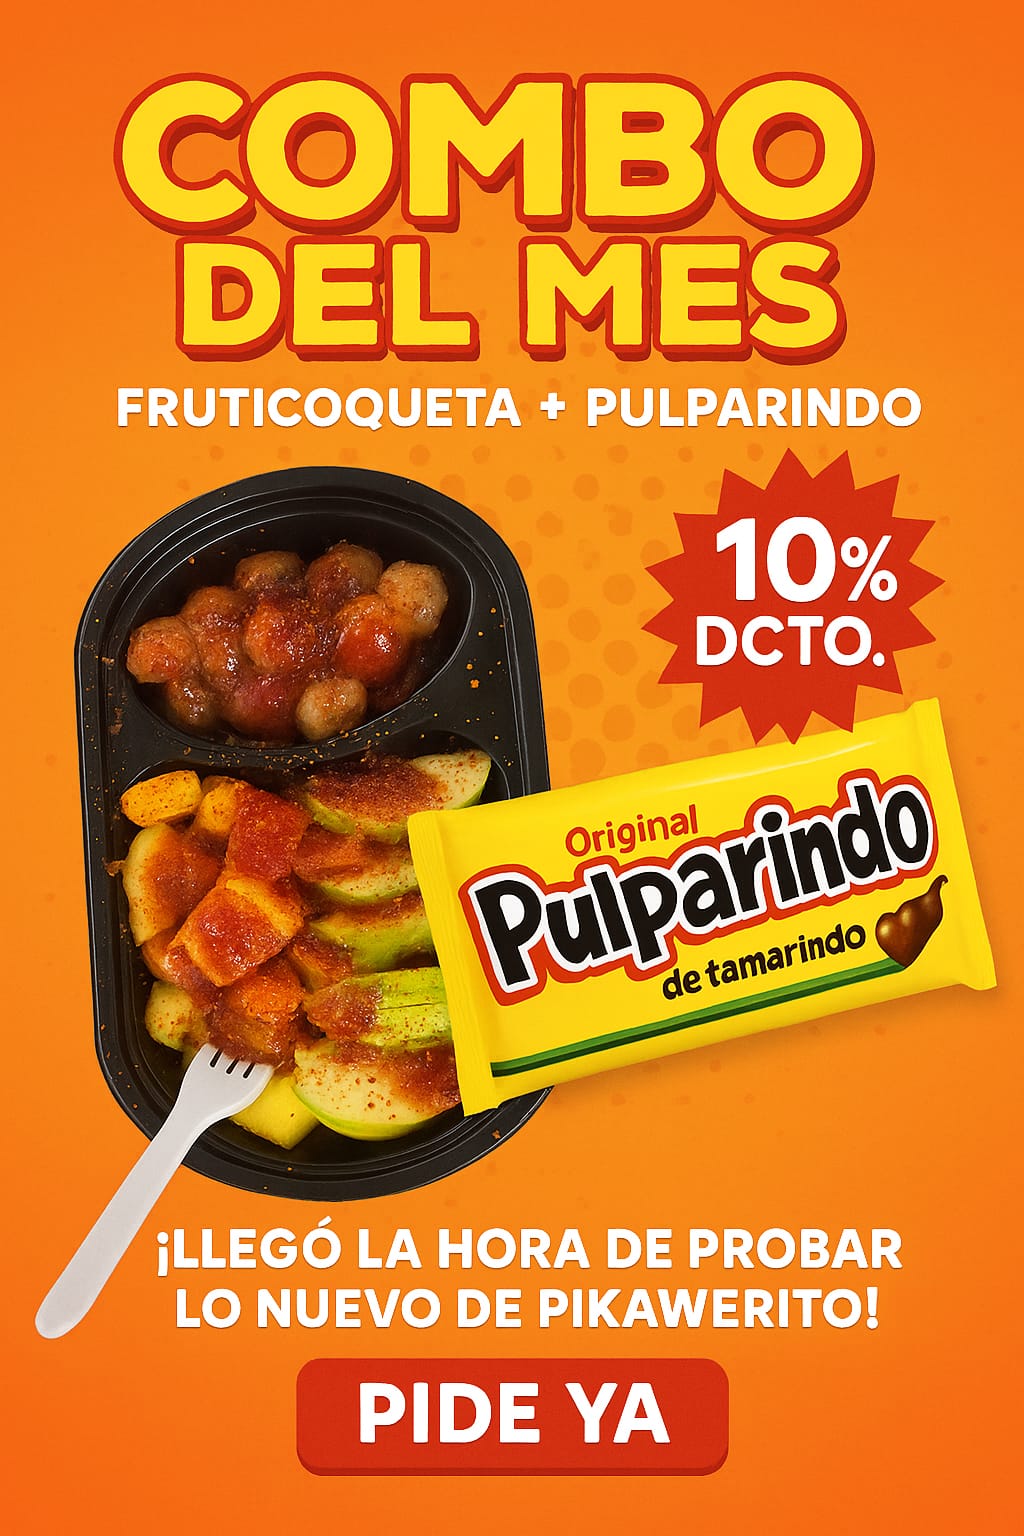 COMBO
DEL MES
FRUTICOQUETA + PULPARINDO
10%
DCTO.
Original
Pulparindo
de tamarindo
¡LLEGÓ LA HORA DE PROBAR
LO NUEVO DE PIKAWERITO!
PIDE YA